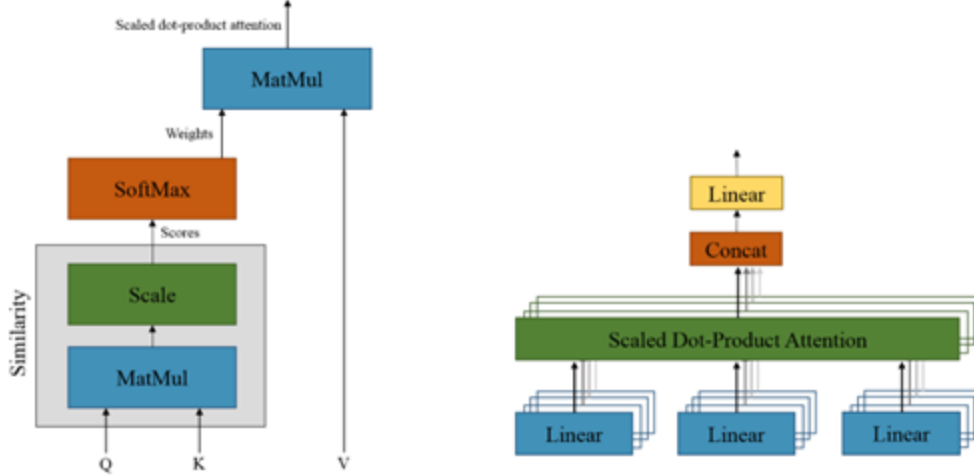 Scaled dot-product attention
MatMul
Weights
SoftMax
Scores
Scale
Similarity
MatMul
Q K V
Linear
Concat
Scaled Dot-Product Attention
Linear Linear Linear